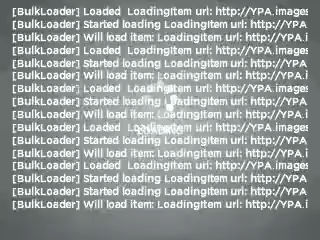 [BulkLoader] Loaded LoadingItem url: http://YPA.images
[BulkLoader] Started loading LoadingItem url: http://YPA
[BulkLoader] Will load item: LoadingItem url: http://YPA.i
[BulkLoader] Loaded LoadingItem url: http://YPA.images
[BulkLoader] Started loading LoadingItem url: http://YPA
[BulkLoader] Will load item: LoadingItem url: http://YPA.i
[BulkLoader] Loaded LoadingItem url: http://YPA.images
[BulkLoader] Started loading LoadingItem url: http://YPA
[BulkLoader] Will load item: LoadingItem url: http://YPA.i
[BulkLoader] Loaded LoadingItem url: http://YPA.images
[BulkLoader] Started loading LoadingItem url: http://YPA
[BulkLoader] Will load item: LoadingItem url: http://YPA.i
[BulkLoader] Loaded LoadingItem url: http://YPA.images
[BulkLoader] Started loading LoadingItem url: http://YPA
[BulkLoader] Started loading LoadingItem url: http://YPA
[BulkLoader] Will load item: LoadingItem url: http://YPA.i